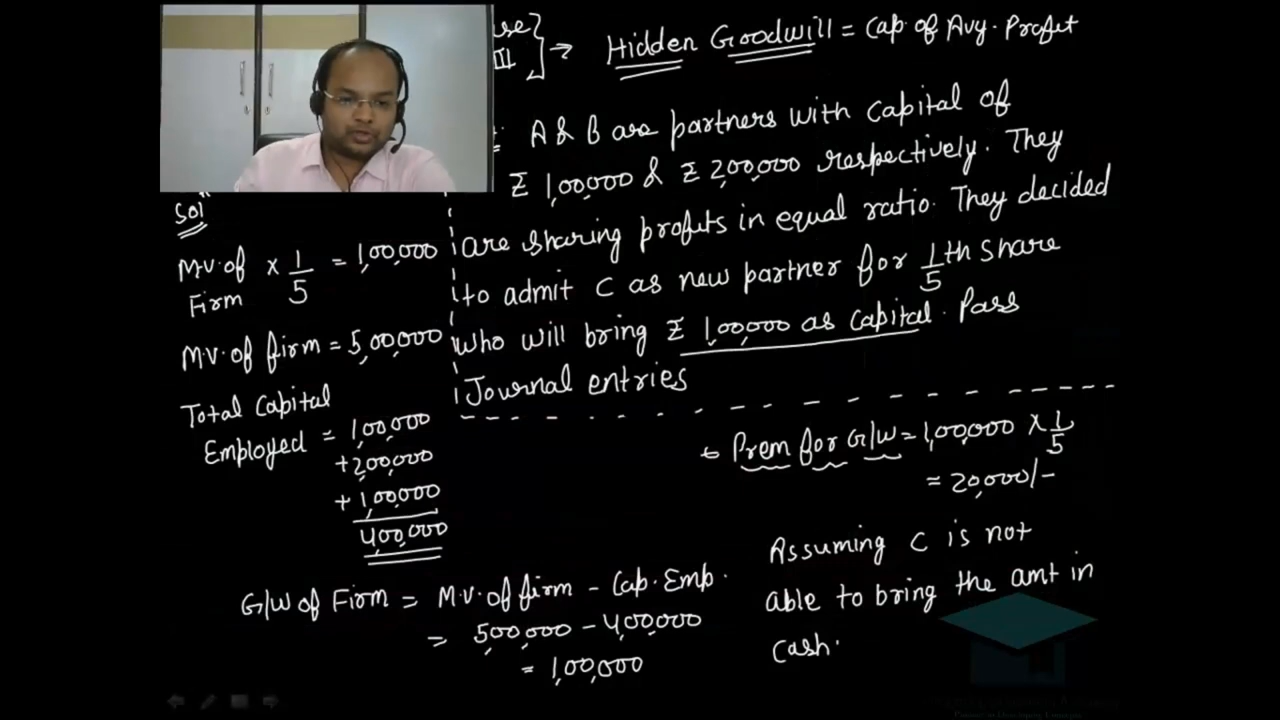 III → Hidden Goodwill = Cap. of Avg. Profit
A & B are partners with capital of
₹ 1,00,000 & ₹ 2,00,000 respectively. They
are sharing profits in equal ratio. They decided
to admit C as new partner for 1/5th share
who will bring ₹ 1,00,000 as capital. Pass
Journal entries
Solⁿ
M.V. of Firm × 1/5 = 1,00,000
M.V. of firm = 5,00,000
Total Capital
Employed = 1,00,000
+ 2,00,000
+ 1,00,000
4,00,000
G/W of Firm = M.V. of firm - Cap. Emp.
= 5,00,000 - 4,00,000
= 1,00,000
Prem for G/W = 1,00,000 × 1/5
= 20,000/-
Assuming C is not
able to bring the amt in
cash.